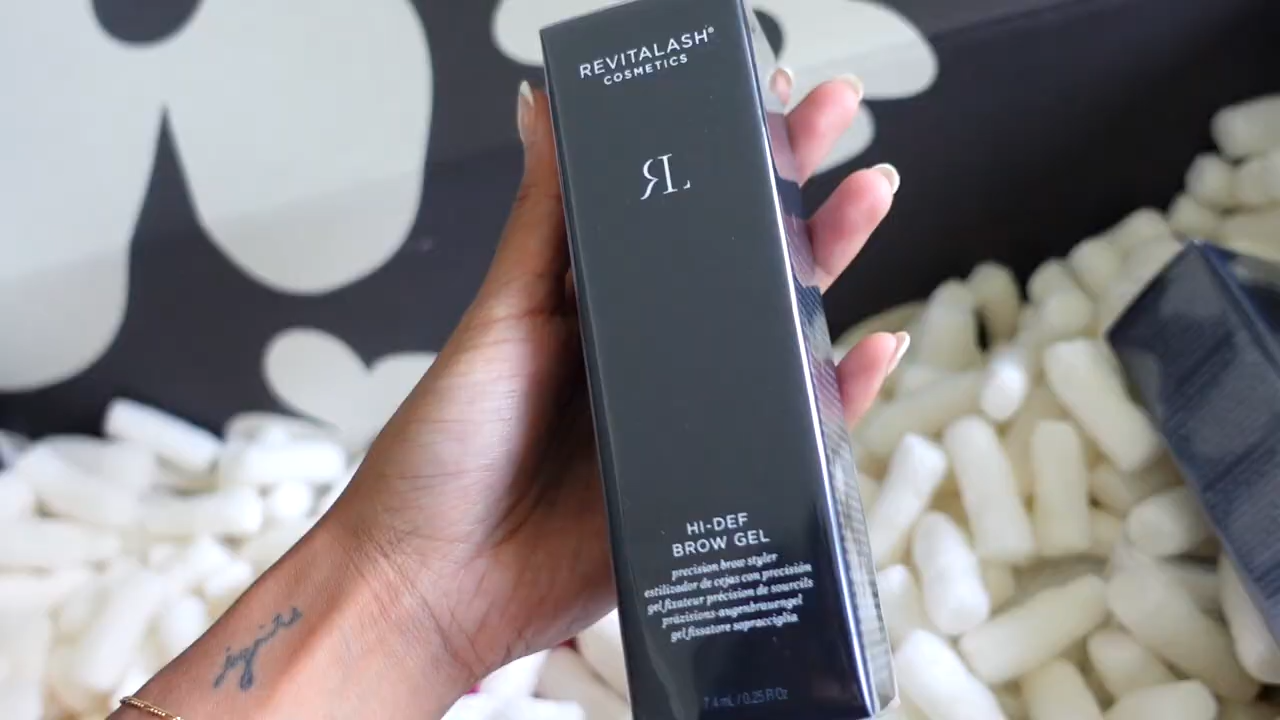 REVITALASH®
COSMETICS
RL
HI-DEF
BROW GEL
precision brow styler
estilizador de cejas con precisión
gel fixateur précision de sourcils
präzisions-augenbrauengel
gel fissatore sopracciglia
7.4 mL / 0.25 Fl Oz